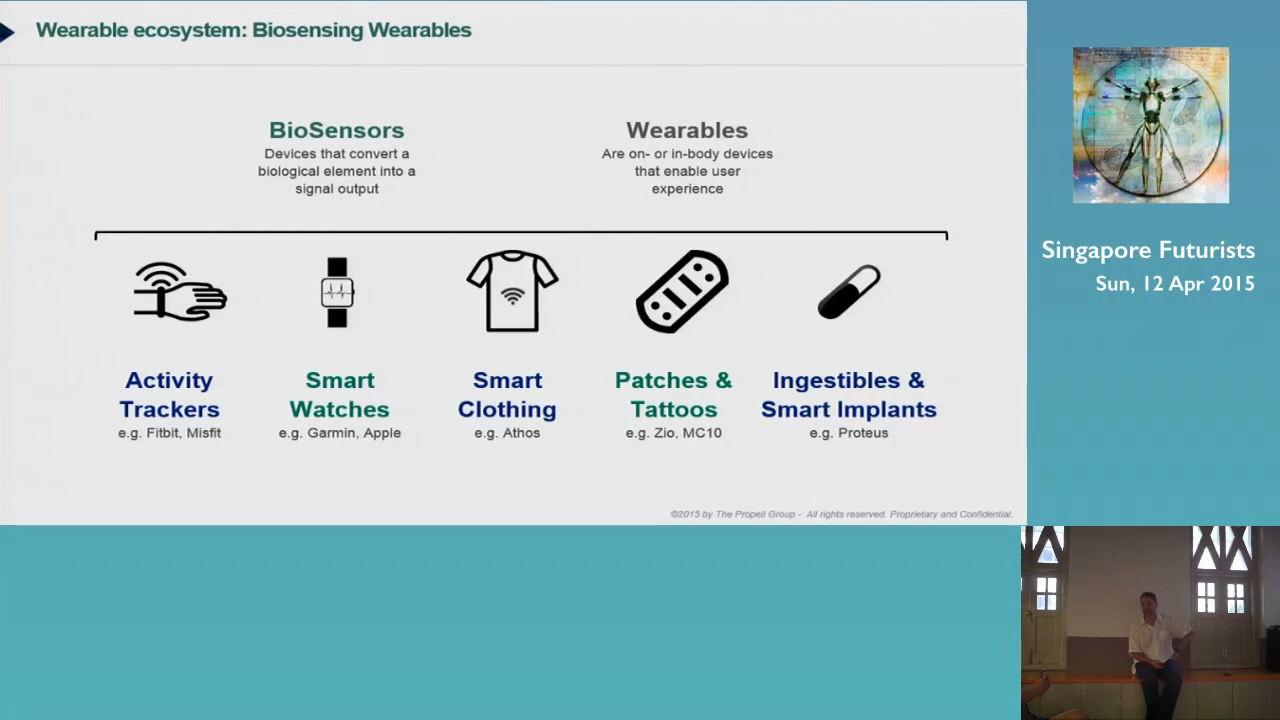 Wearable ecosystem: Biosensing Wearables
BioSensors
Devices that convert a
biological element into a
signal output
Wearables
Are on- or in-body devices
that enable user
experience
Activity
Trackers
e.g. Fitbit, Misfit
Smart
Watches
e.g. Garmin, Apple
Smart
Clothing
e.g. Athos
Patches &
Tattoos
e.g. Zio, MC10
Ingestibles &
Smart Implants
e.g. Proteus
©2015 by The Propell Group - All rights reserved. Proprietary and Confidential.
Singapore Futurists
Sun, 12 Apr 2015